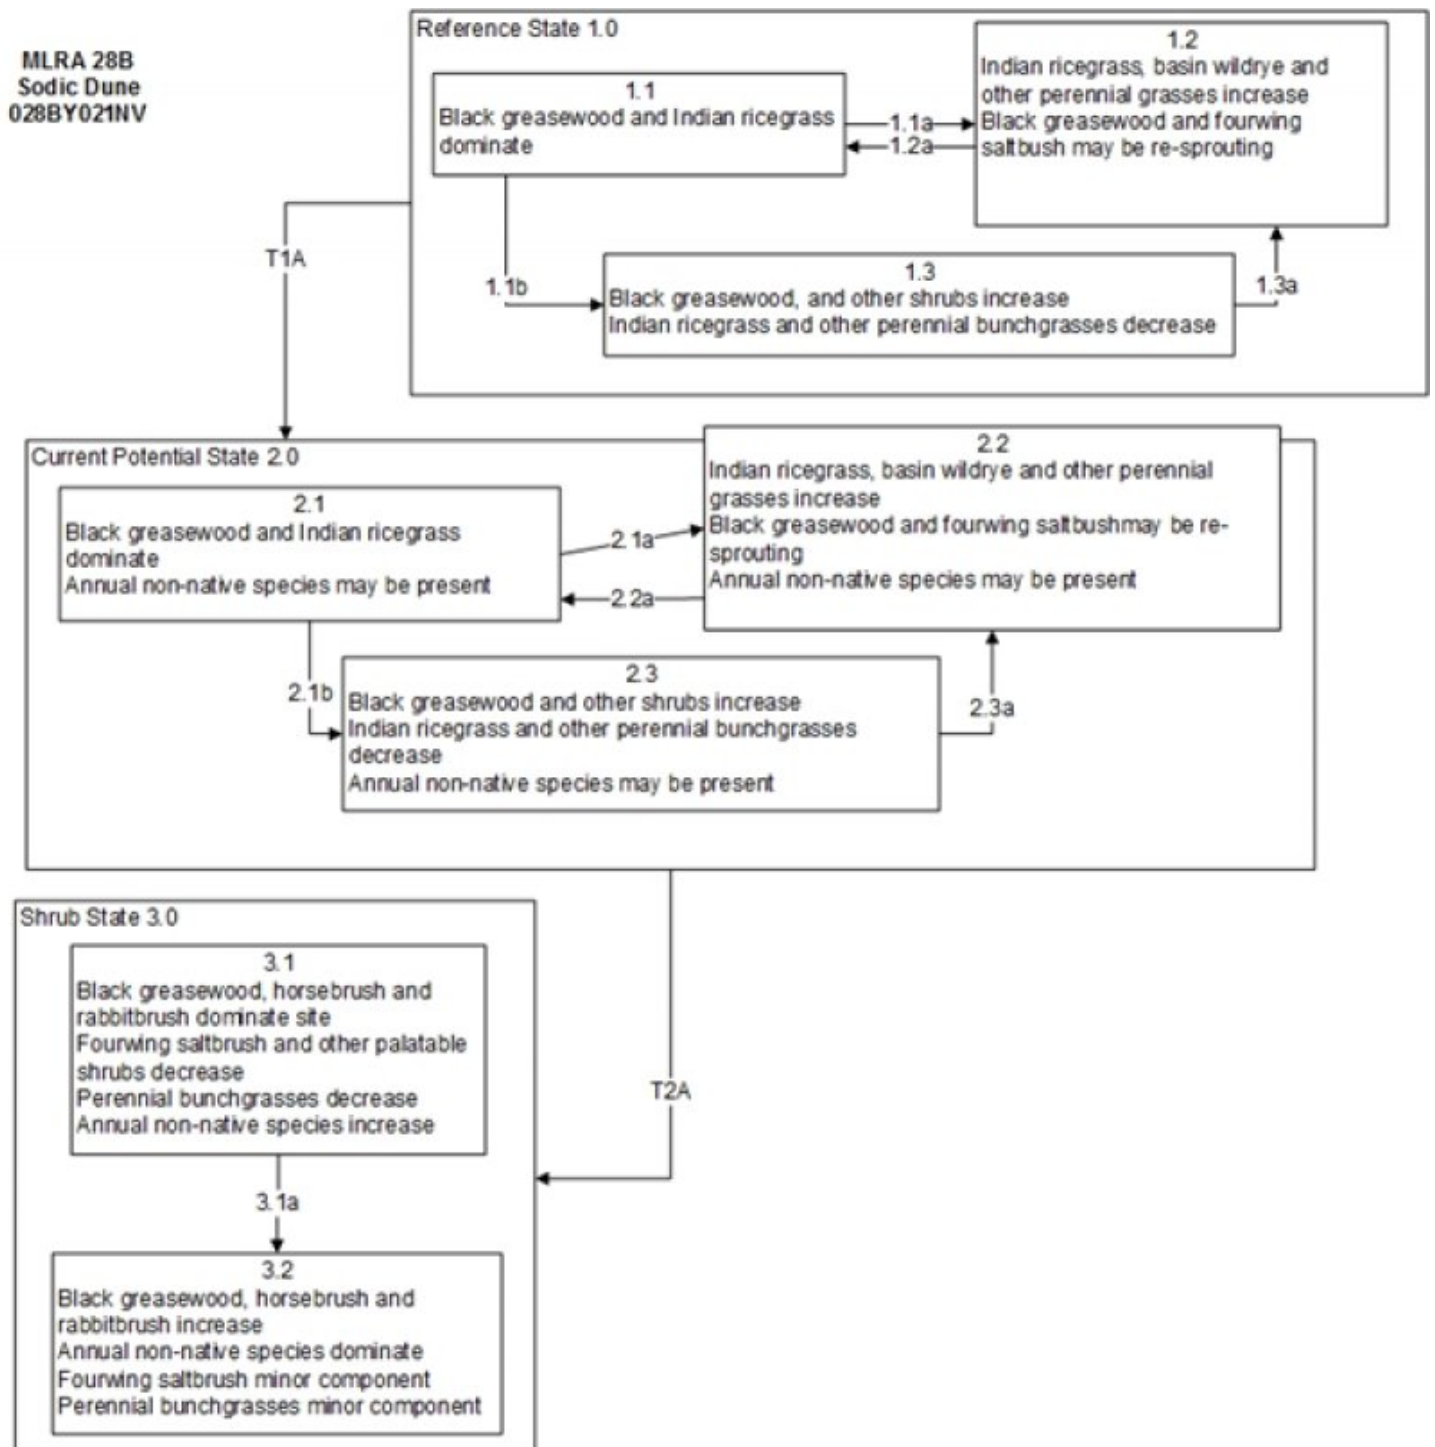 MLRA 28B
Sodic Dune
028BY021NV
Reference State 1.0
1.1
Black greasewood and Indian ricegrass
dominate
1.1a
1.2a
1.2
Indian ricegrass, basin wildrye and
other perennial grasses increase
Black greasewood and fourwing
saltbush may be re-sprouting
1.1b
1.3
Black greasewood, and other shrubs increase
Indian ricegrass and other perennial bunchgrasses decrease
1.3a
T1A
Current Potential State 2.0
2.1
Black greasewood and Indian ricegrass
dominate
Annual non-native species may be present
2.1a
2.2a
2.2
Indian ricegrass, basin wildrye and other perennial
grasses increase
Black greasewood and fourwing saltbushmay be re-
sprouting
Annual non-native species may be present
2.1b
2.3
Black greasewood and other shrubs increase
Indian ricegrass and other perennial bunchgrasses
decrease
Annual non-native species may be present
2.3a
T2A
Shrub State 3.0
3.1
Black greasewood, horsebrush and
rabbitbrush dominate site
Fourwing saltbrush and other palatable
shrubs decrease
Perennial bunchgrasses decrease
Annual non-native species increase
3.1a
3.2
Black greasewood, horsebrush and
rabbitbrush increase
Annual non-native species dominate
Fourwing saltbrush minor component
Perennial bunchgrasses minor component